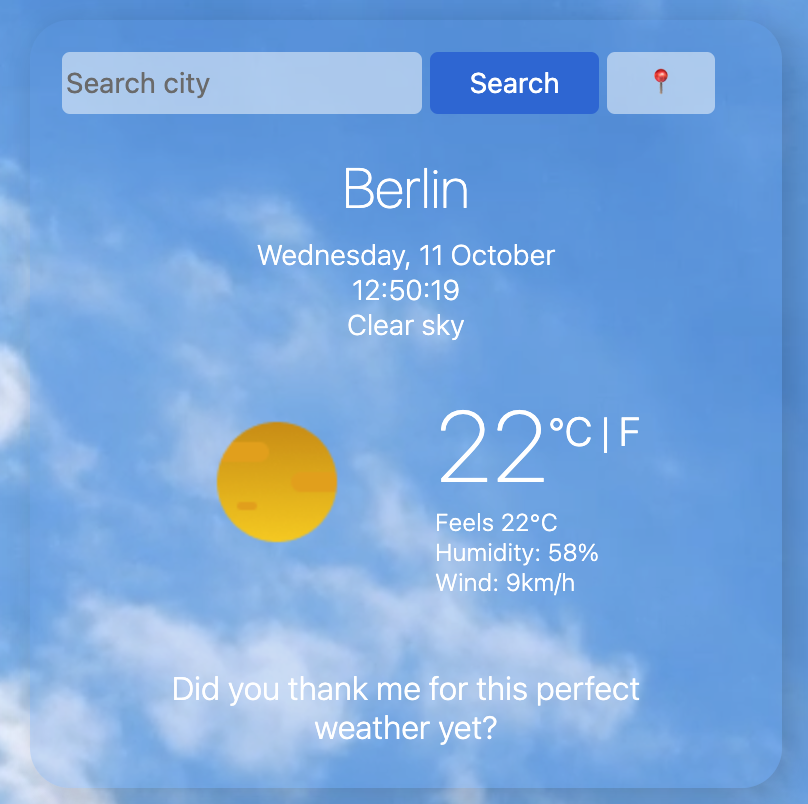 Search city Search
Berlin
Wednesday, 11 October
12:50:19
Clear sky
22°C | F
Feels 22°C
Humidity: 58%
Wind: 9km/h
Did you thank me for this perfect
weather yet?